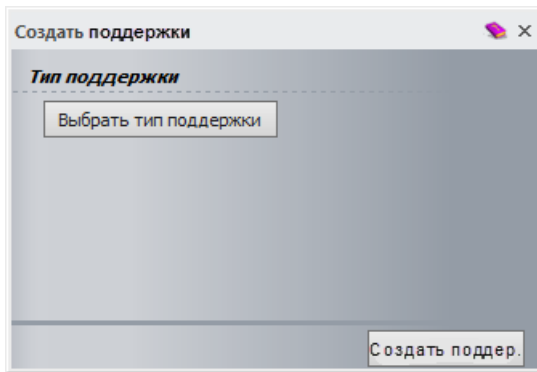 Создать поддержки
Тип поддержки
Выбрать тип поддержки
Создать поддер.